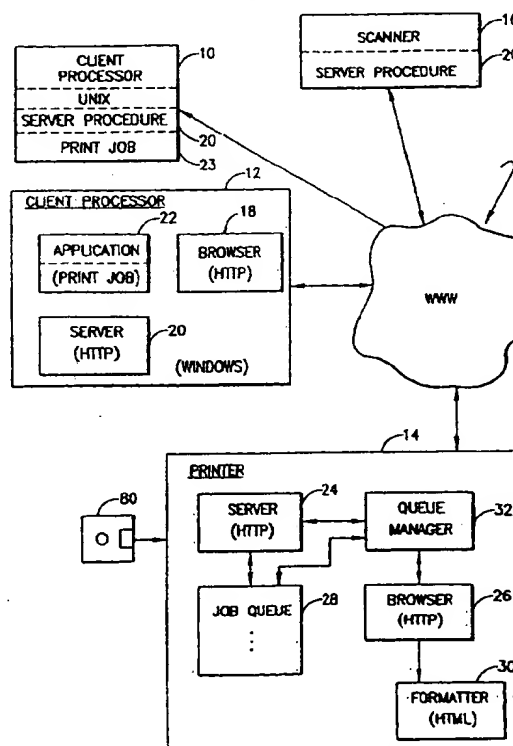 10
CLIENT
PROCESSOR
UNIX
SERVER PROCEDURE
20
PRINT JOB
23
SCANNER
16
SERVER PROCEDURE
20
12
CLIENT PROCESSOR
22
18
APPLICATION
(PRINT JOB)
BROWSER
(HTTP)
20
SERVER
(HTTP)
(WINDOWS)
WWW
14
PRINTER
80
24
SERVER
(HTTP)
QUEUE
MANAGER
32
JOB QUEUE
28
BROWSER
(HTTP)
26
30
FORMATTER
(HTML)